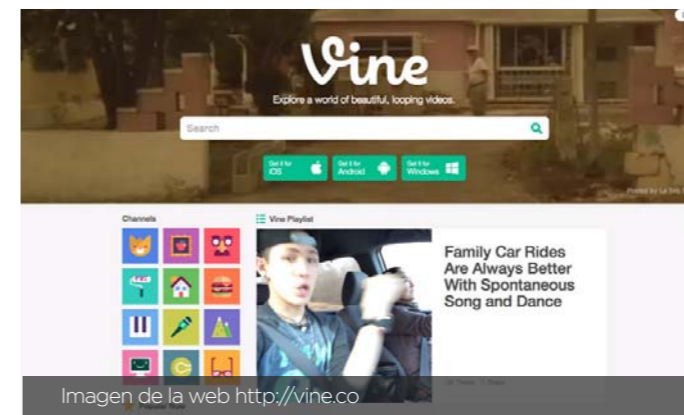 Vine
Explore a world of beautiful, looping videos.
Search
Get it for
iOS
Get it for
Android
Get it for
Windows
Channels
Vine Playlist
Family Car Rides
Are Always Better
With Spontaneous
Song and Dance
Imagen de la web http://vine.co